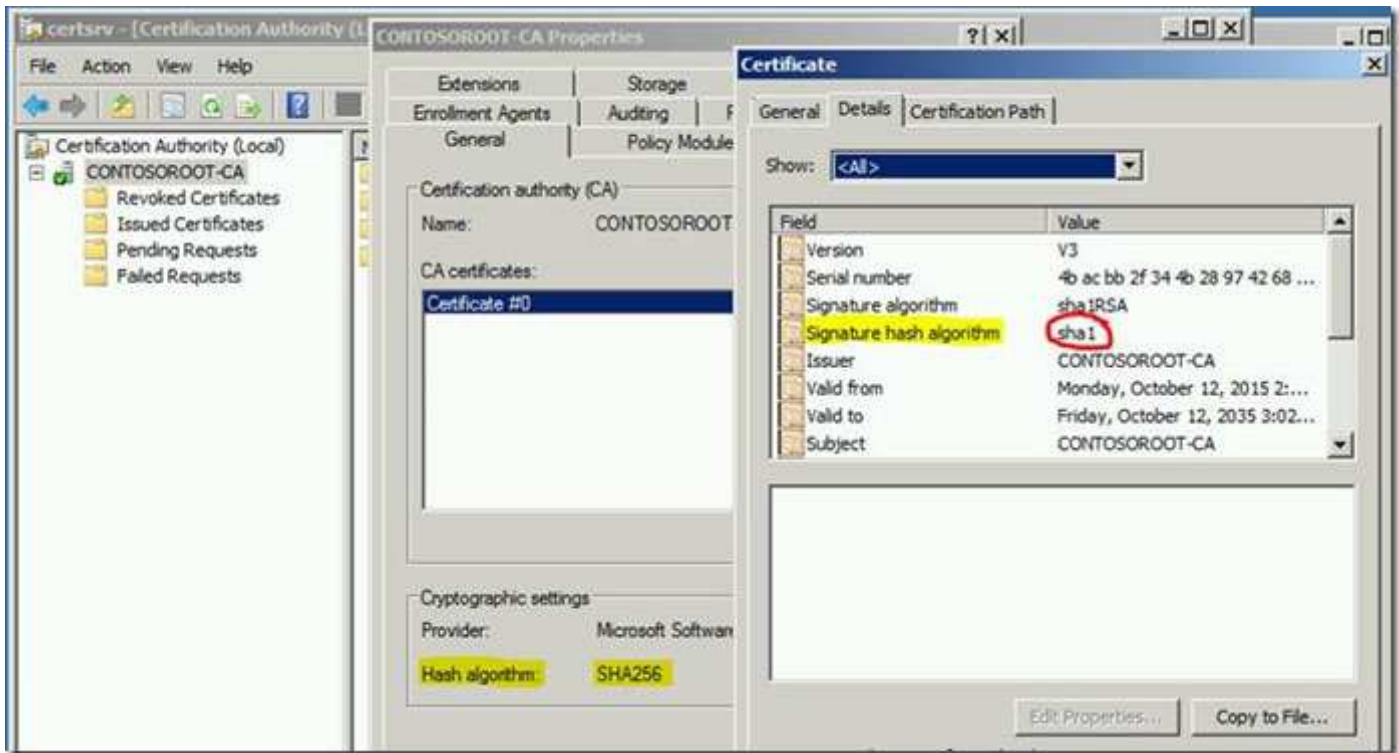 certsrv - [Certification Authority (L
File Action View Help
Certification Authority (Local)
CONTOSOROOT-CA
Revoked Certificates
Issued Certificates
Pending Requests
Failed Requests
CONTOSOROOT-CA Properties
Extensions Storage
Enrollment Agents Auditing
General Policy Module
Certification authority (CA)
Name: CONTOSOROOT
CA certificates:
Certificate #0
Cryptographic settings
Provider: Microsoft Softwar
Hash algorithm: SHA256
Certificate
General Details Certification Path
Show: <All>
Field Value
Version V3
Serial number 4b ac bb 2f 34 4b 28 97 42 68 ...
Signature algorithm sha1RSA
Signature hash algorithm sha1
Issuer CONTOSOROOT-CA
Valid from Monday, October 12, 2015 2:...
Valid to Friday, October 12, 2035 3:02...
Subject CONTOSOROOT-CA
Edit Properties... Copy to File...